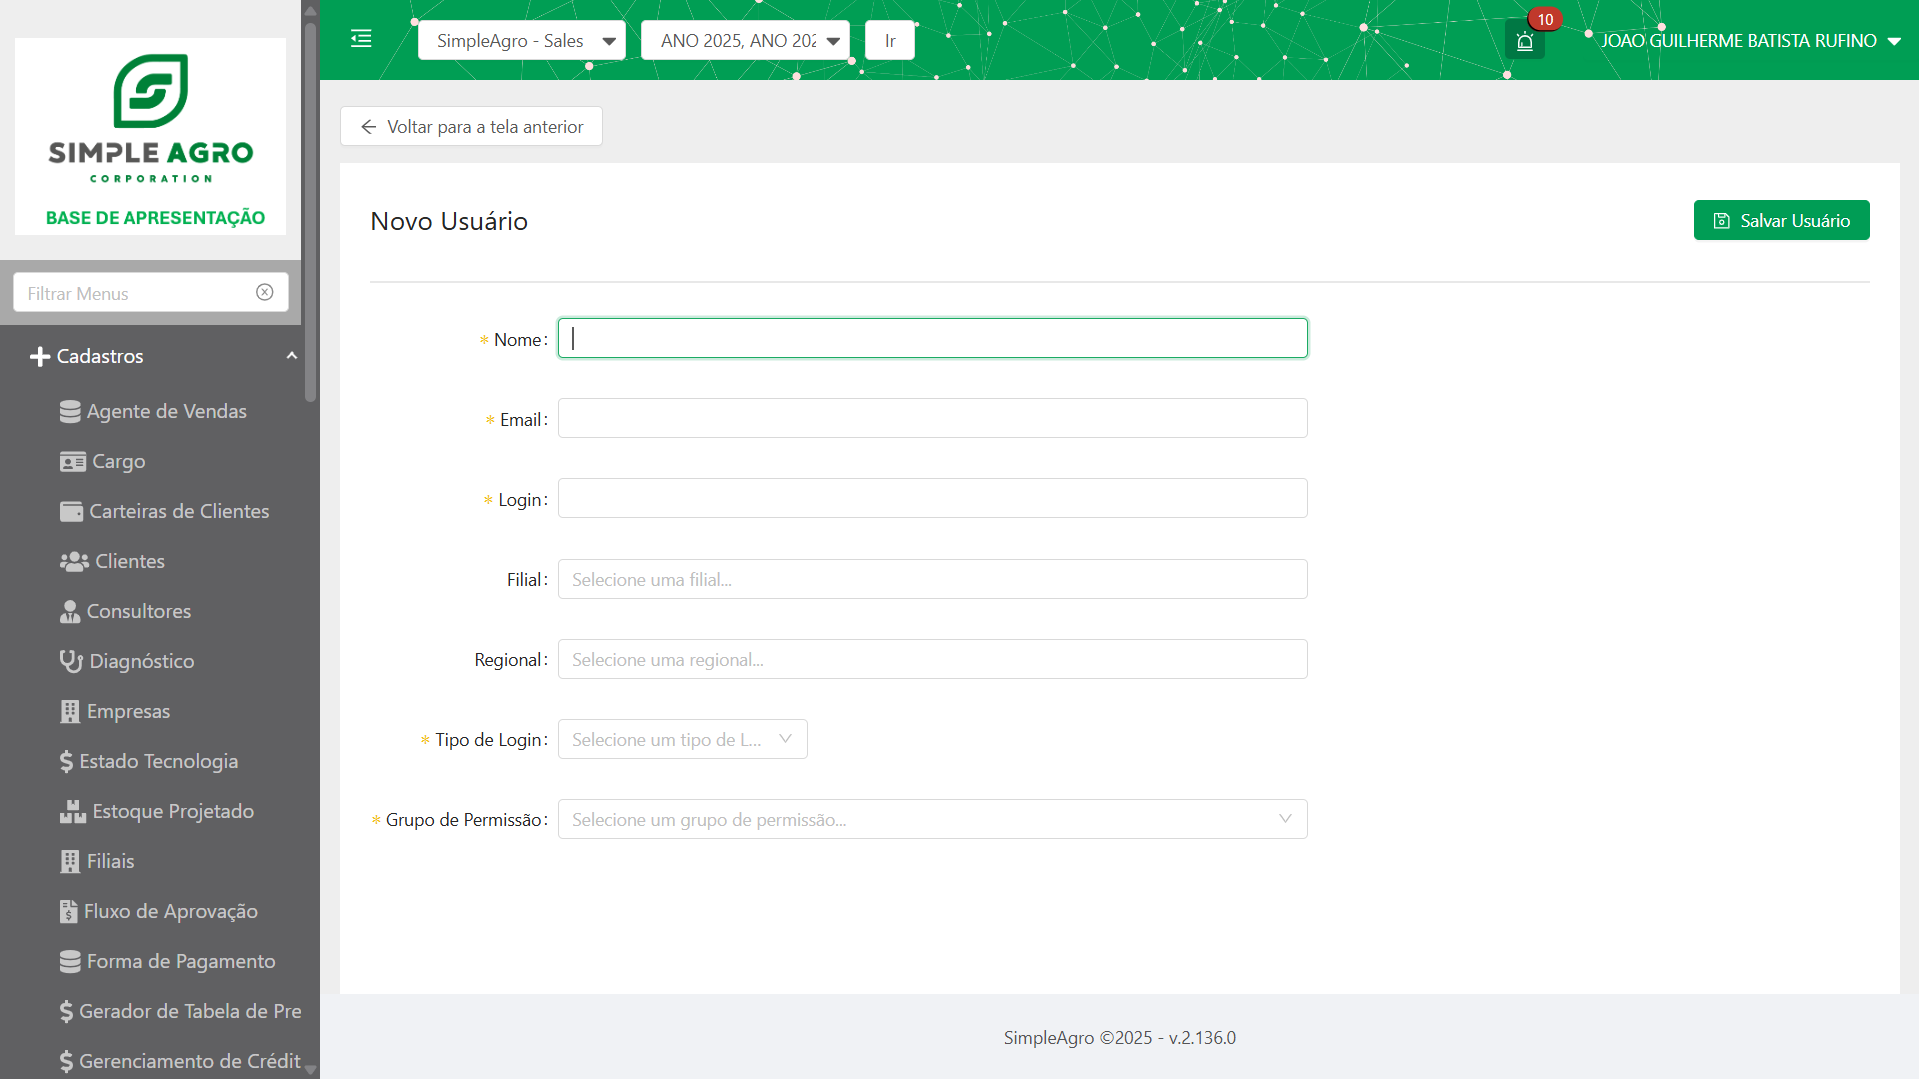 SIMPLE AGRO
CORPORATION
BASE DE APRESENTAÇÃO
Filtrar Menus
Cadastros
Agente de Vendas
Cargo
Carteiras de Clientes
Clientes
Consultores
Diagnóstico
Empresas
Estado Tecnologia
Estoque Projetado
Filiais
Fluxo de Aprovação
Forma de Pagamento
Gerador de Tabela de Pre
Gerenciamento de Crédit
SimpleAgro - Sales
ANO 2025, ANO 202
Ir
10
JOAO GUILHERME BATISTA RUFINO
Voltar para a tela anterior
Novo Usuário
Salvar Usuário
* Nome:
* Email:
* Login:
Filial: Selecione uma filial...
Regional: Selecione uma regional...
* Tipo de Login: Selecione um tipo de L...
* Grupo de Permissão: Selecione um grupo de permissão...
SimpleAgro ©2025 - v.2.136.0